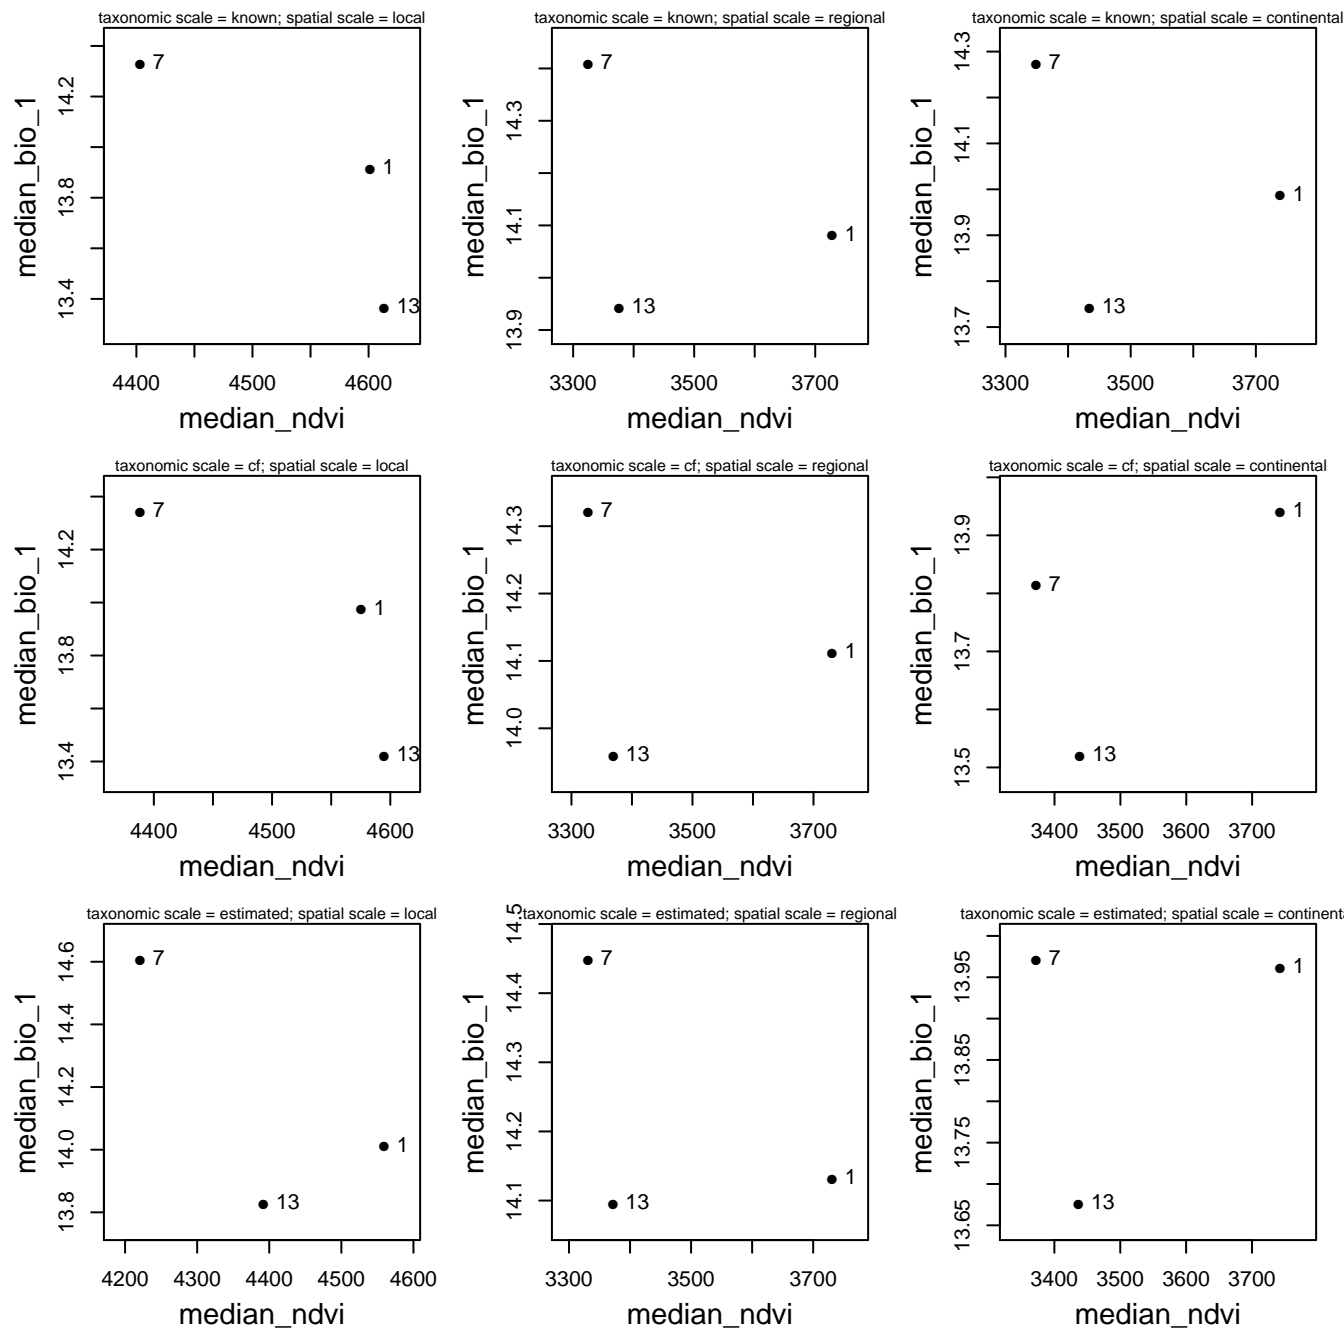 taxonomic scale = known; spatial scale = local
median_bio_1
13.4 13.8 14.2
7
1
13
4400 4500 4600
median_ndvi
taxonomic scale = known; spatial scale = regional
median_bio_1
13.9 14.1 14.3
7
1
13
3300 3500 3700
median_ndvi
taxonomic scale = known; spatial scale = continental
median_bio_1
13.7 13.9 14.1 14.3
7
1
13
3300 3500 3700
median_ndvi
taxonomic scale = cf; spatial scale = local
median_bio_1
13.4 13.8 14.2
7
1
13
4400 4500 4600
median_ndvi
taxonomic scale = cf; spatial scale = regional
median_bio_1
14.0 14.1 14.2 14.3
7
1
13
3300 3500 3700
median_ndvi
taxonomic scale = cf; spatial scale = continental
median_bio_1
13.5 13.7 13.9
1
7
13
3400 3500 3600 3700
median_ndvi
taxonomic scale = estimated; spatial scale = local
median_bio_1
13.8 14.0 14.2 14.4 14.6
7
1
13
4200 4300 4400 4500 4600
median_ndvi
taxonomic scale = estimated; spatial scale = regional
median_bio_1
14.1 14.2 14.3 14.4 14.5
7
1
13
3300 3500 3700
median_ndvi
taxonomic scale = estimated; spatial scale = continenta
median_bio_1
13.65 13.75 13.85 13.95
7
1
13
3400 3500 3600 3700
median_ndvi